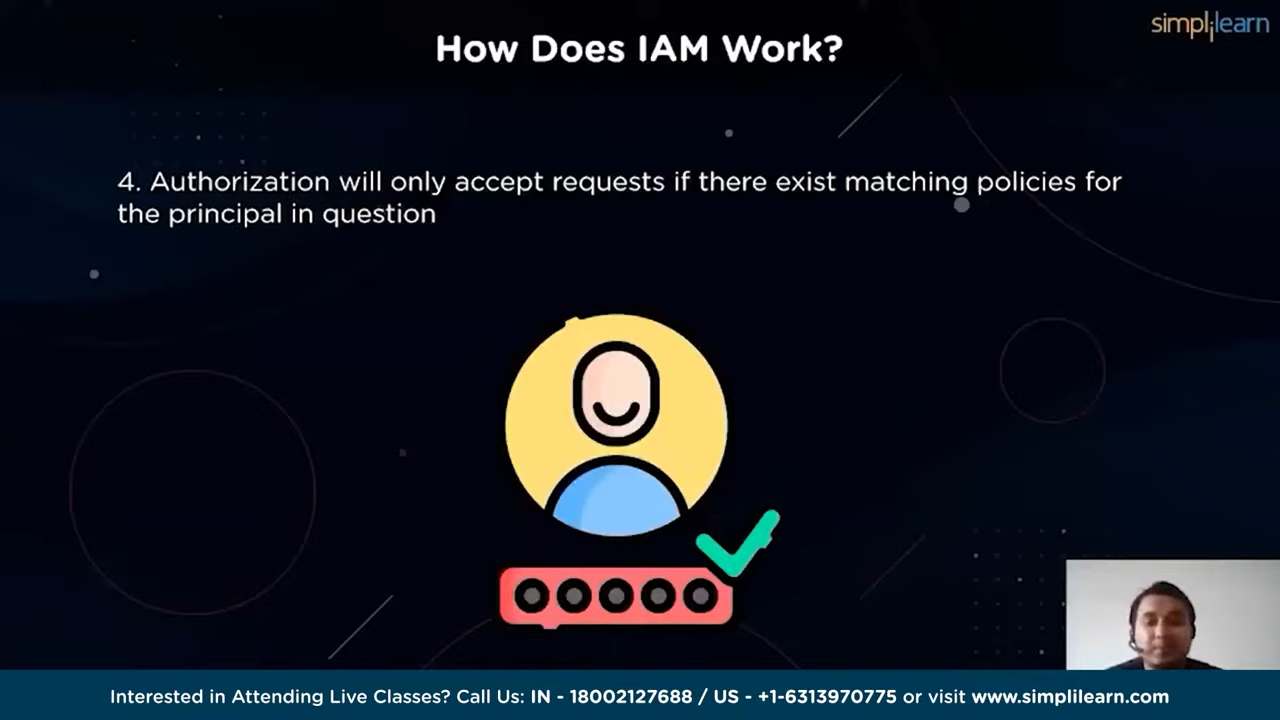 How Does IAM Work?
simplilearn
4. Authorization will only accept requests if there exist matching policies for
the principal in question
Interested in Attending Live Classes? Call Us: IN - 18002127688 / US - +1-6313970775 or visit www.simplilearn.com